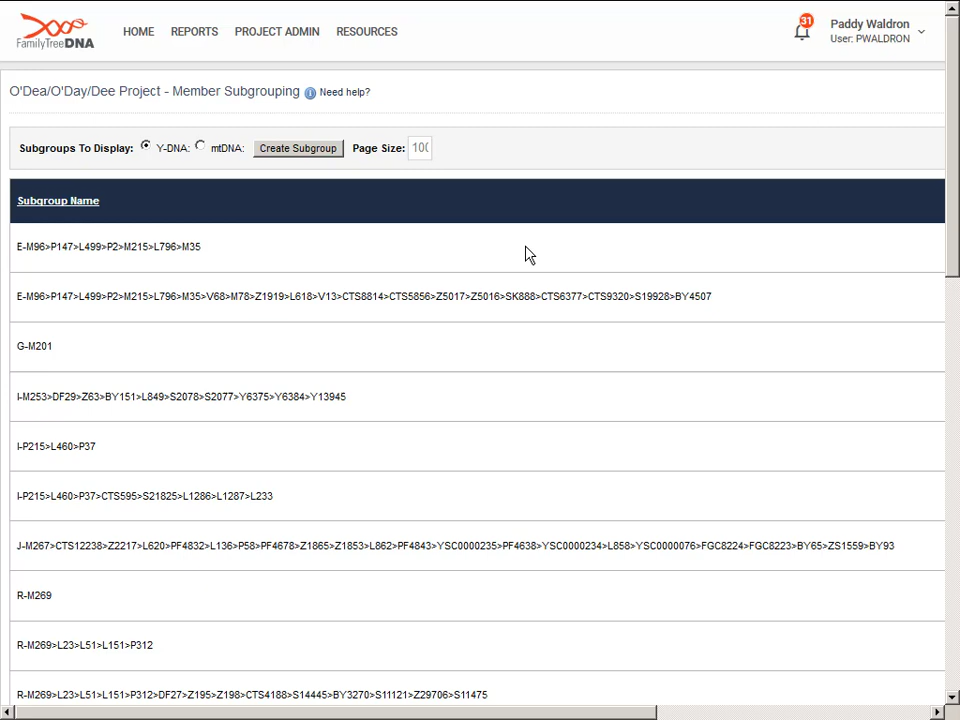 FamilyTreeDNA
HOME REPORTS PROJECT ADMIN RESOURCES
31
Paddy Waldron
User: PWALDRON
O'Dea/O'Day/Dee Project - Member Subgrouping i Need help?
Subgroups To Display: Y-DNA: mtDNA: Create Subgroup Page Size: 100
Subgroup Name
E-M96>P147>L499>P2>M215>L796>M35
E-M96>P147>L499>P2>M215>L796>M35>V68>M78>Z1919>L618>V13>CTS8814>CTS5856>Z5017>Z5016>SK888>CTS6377>CTS9320>S19928>BY4507
G-M201
I-M253>DF29>Z63>BY151>L849>S2078>S2077>Y6375>Y6384>Y13945
I-P215>L460>P37
I-P215>L460>P37>CTS595>S21825>L1286>L1287>L233
J-M267>CTS12238>Z2217>L620>PF4832>L136>P58>PF4678>Z1865>Z1853>L862>PF4843>YSC0000235>PF4638>YSC0000234>L858>YSC0000076>FGC8224>FGC8223>BY65>ZS1559>BY93
R-M269
R-M269>L23>L51>L151>P312
R-M269>L23>L51>L151>P312>DF27>Z195>Z198>CTS4188>S14445>BY3270>S11121>Z29706>S11475